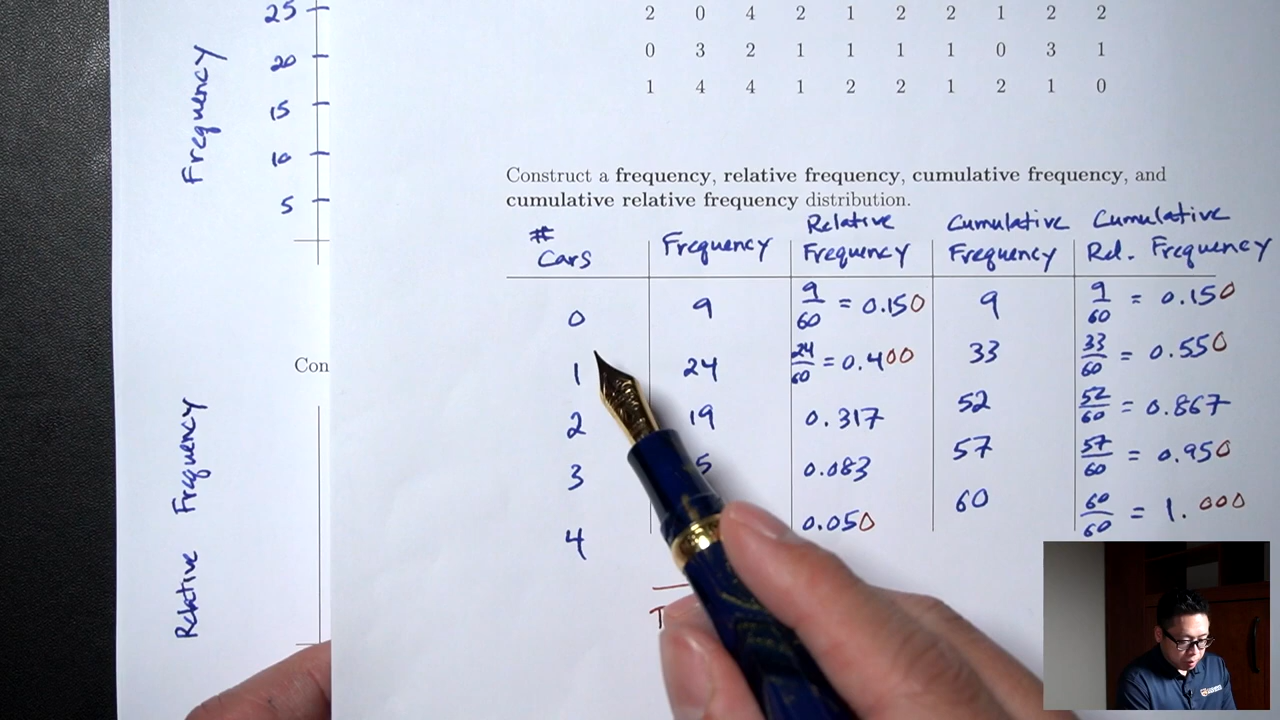 25
20
15
10
5
Frequency
Relative Frequency
Con
2 0 4 2 1 2 2 1 2 2
0 3 2 1 1 1 1 0 3 1
1 4 4 1 2 2 1 2 1 0
Construct a frequency, relative frequency, cumulative frequency, and
cumulative relative frequency distribution.
# Cars Frequency Relative Frequency Cumulative Frequency Cumulative Rel. Frequency
0 9 9/60 = 0.150 9 9/60 = 0.150
1 24 24/60 = 0.400 33 33/60 = 0.550
2 19 0.317 52 52/60 = 0.867
3 5 0.083 57 57/60 = 0.950
4 0.050 60 60/60 = 1.000
T